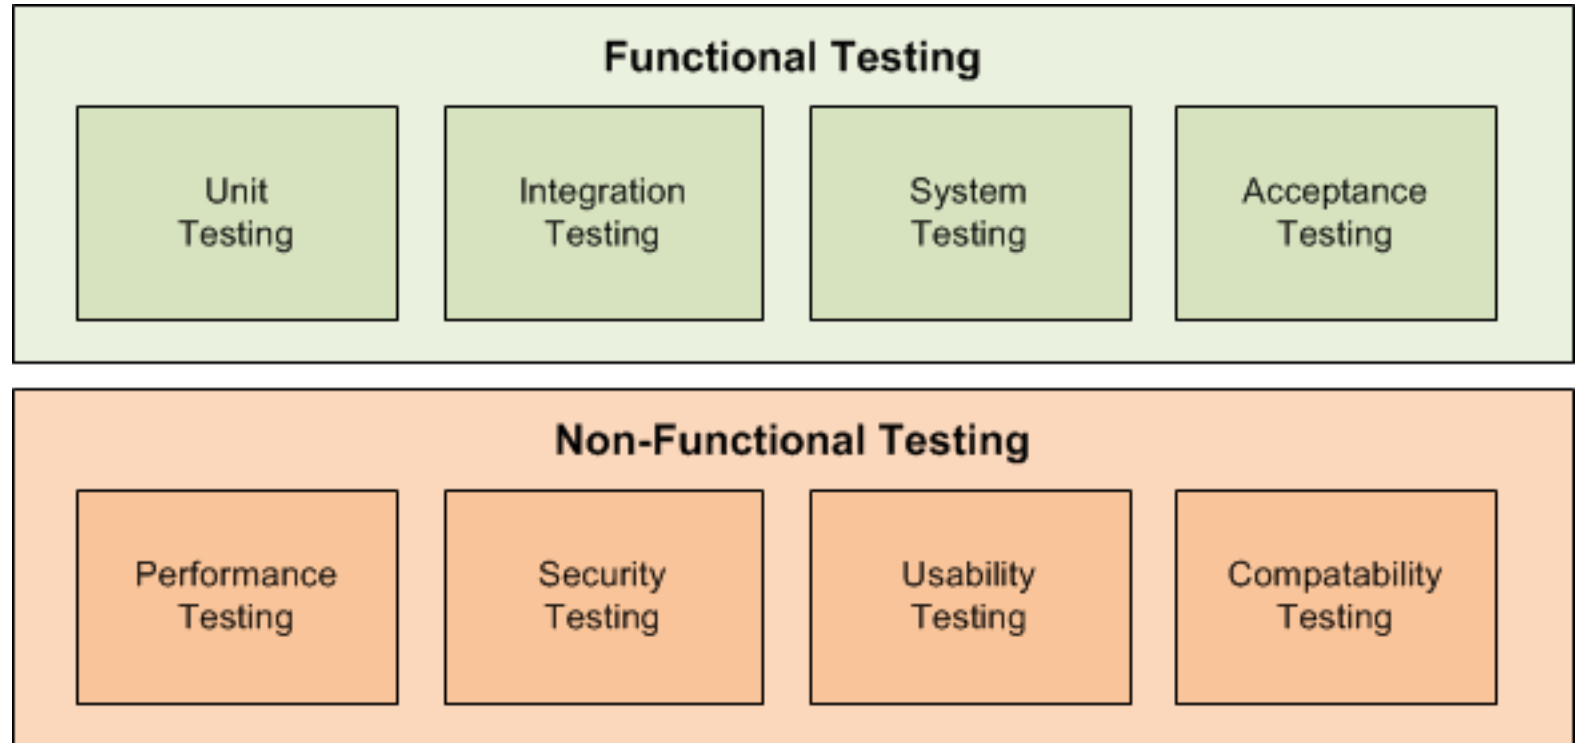 Functional Testing
Unit
Testing
Integration
Testing
System
Testing
Acceptance
Testing
Non-Functional Testing
Performance
Testing
Security
Testing
Usability
Testing
Compatability
Testing